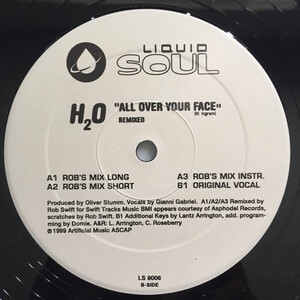 LIQUID
SOUL
H2O "ALL OVER YOUR FACE"
(N. Ingram)
REMIXED
A1 ROB'S MIX LONG
A2 ROB'S MIX SHORT
A3 ROB'S MIX INSTR.
B1 ORIGINAL VOCAL
Produced by Oliver Stumm. Vocals by Gianni Gabriel. A1/A2/A3 Remixed by
Rob Swift for Swift Tracks Music BMI appears courtesy of Asphodel Records,
scratches by Rob Swift. B1 Additional Keys by Lantz Arrington, add. program-
ming by Domie. A&R: L. Arrington, C. Roseberry
℗1999 Artificial Music ASCAP
LS 9006
B-SIDE